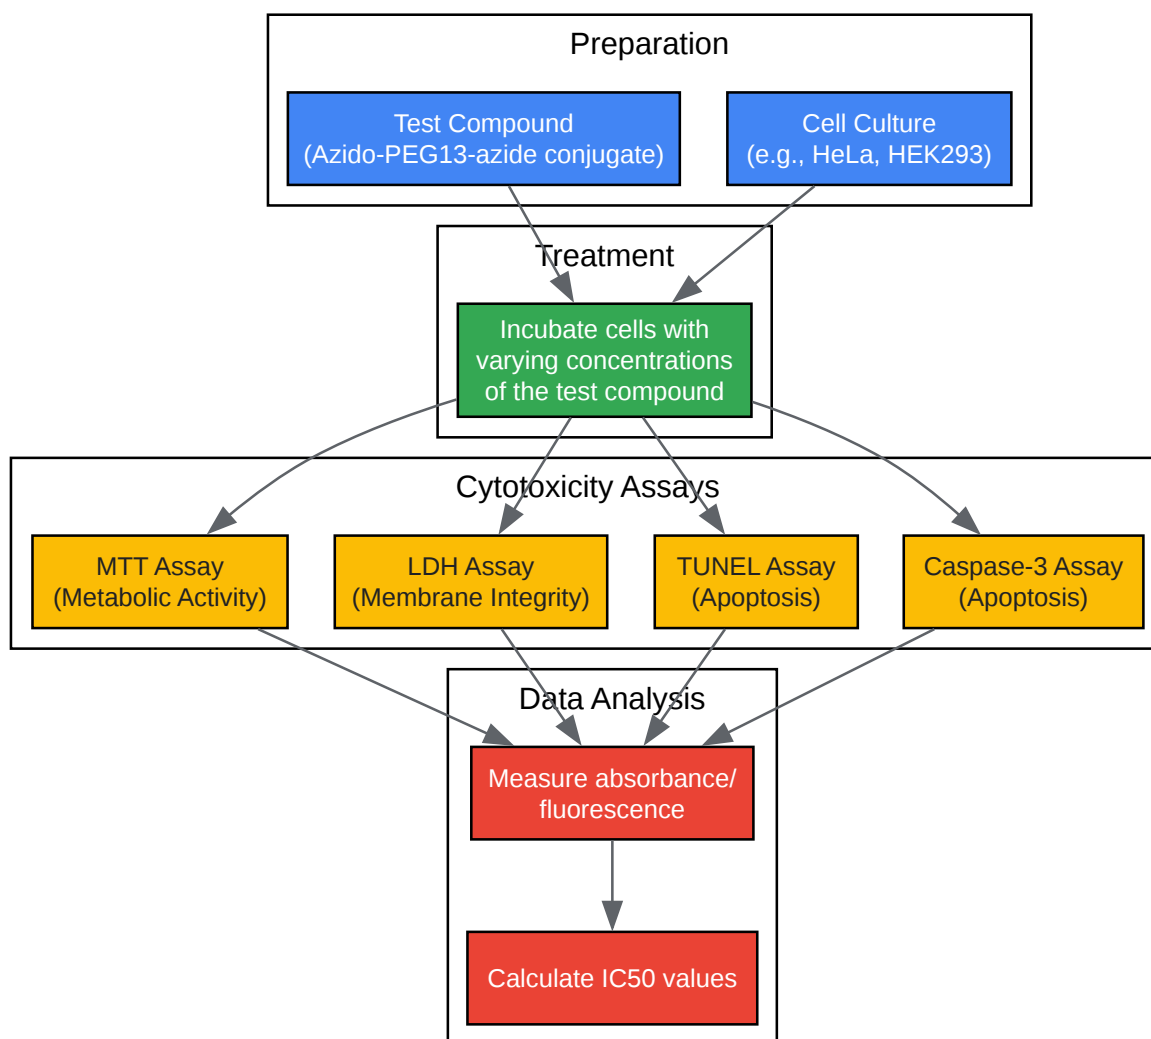 Preparation
Test Compound
(Azido-PEG13-azide conjugate)
Cell Culture
(e.g., HeLa, HEK293)
Treatment
Incubate cells with
varying concentrations
of the test compound
Cytotoxicity Assays
MTT Assay
(Metabolic Activity)
LDH Assay
(Membrane Integrity)
TUNEL Assay
(Apoptosis)
Caspase-3 Assay
(Apoptosis)
Data Analysis
Measure absorbance/
fluorescence
Calculate IC50 values